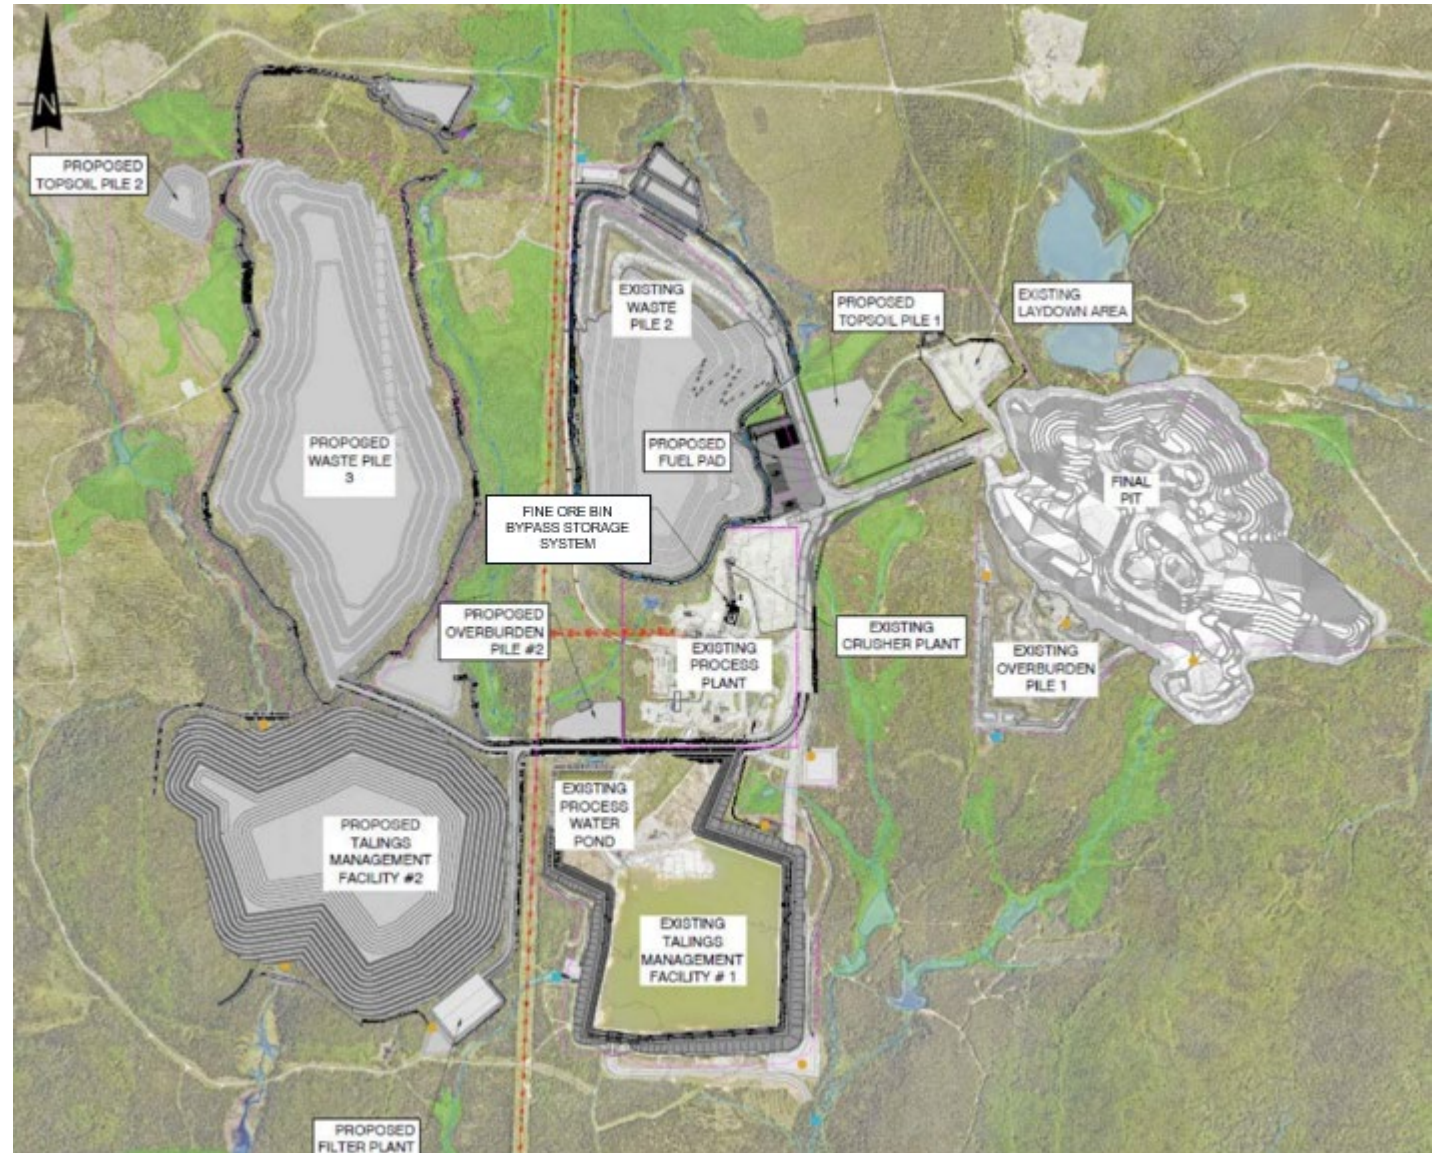 N
PROPOSED
TOPSOIL PILE 2
EXISTING
WASTE
PILE 2
PROPOSED
TOPSOIL PILE 1
EXISTING
LAYDOWN AREA
PROPOSED
WASTE PILE
3
PROPOSED
FUEL PAD
FINAL
PIT
FINE ORE BIN
BYPASS STORAGE
SYSTEM
PROPOSED
OVERBURDEN
PILE #2
EXISTING
PROCESS
PLANT
EXISTING
CRUSHER PLANT
EXISTING
OVERBURDEN
PILE 1
EXISTING
PROCESS
WATER
POND
PROPOSED
TALINGS
MANAGEMENT
FACILITY #2
EXISTING
TALINGS
MANAGEMENT
FACILITY # 1
PROPOSED
FILTER PLANT